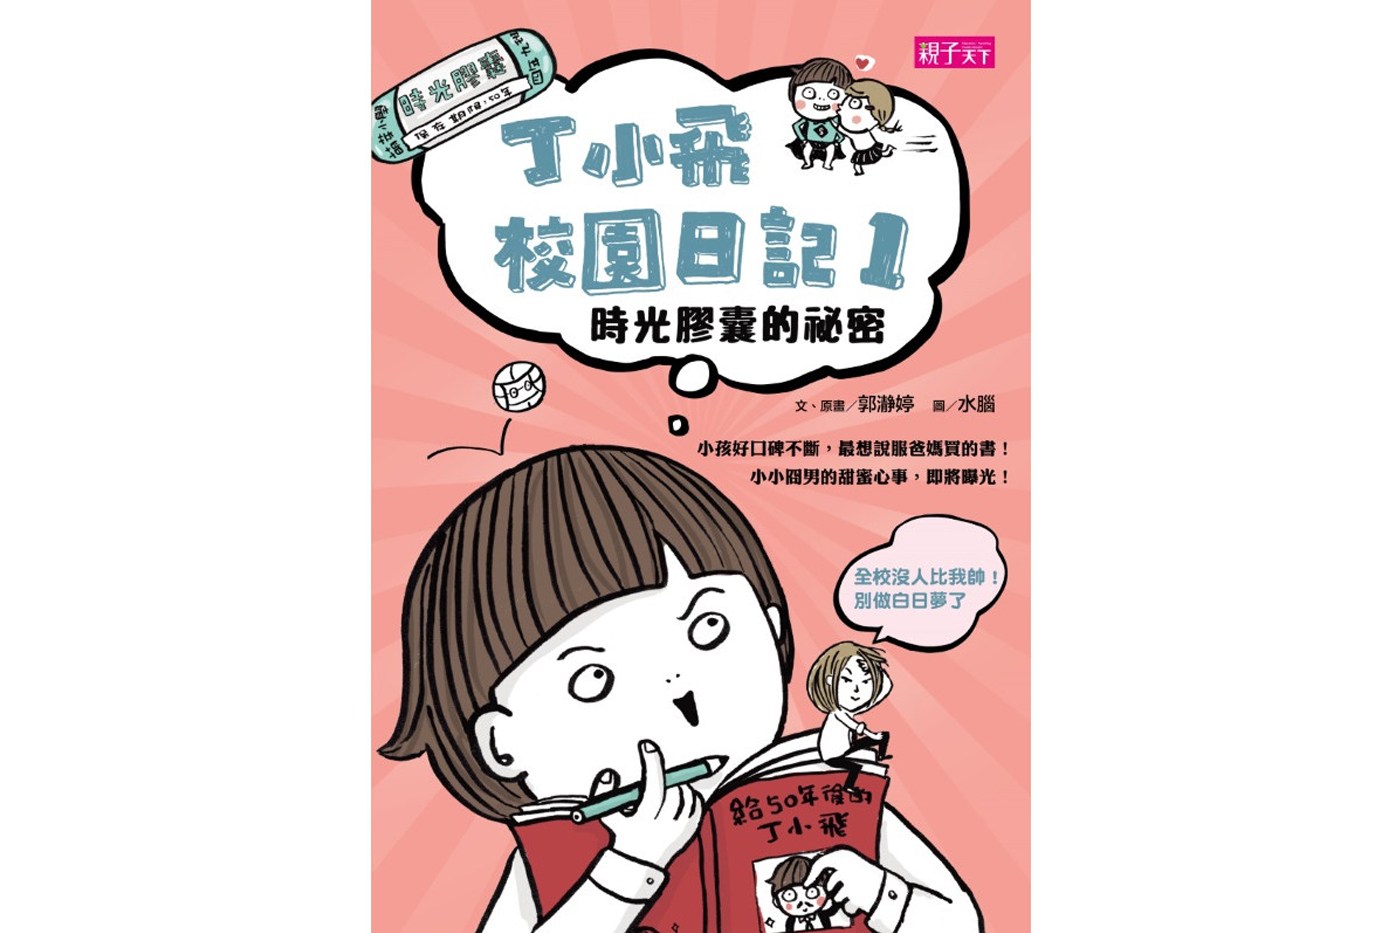 親子天下
時光膠囊
丁小飛
校園日記1
時光膠囊的祕密
文、原畫／郭瀞婷 圖／水腦
小孩好口碑不斷，最想說服爸媽買的書！
小小囧男的甜蜜心事，即將曝光！
全校沒人比我帥！
別做白日夢了
給50年後的
丁小飛